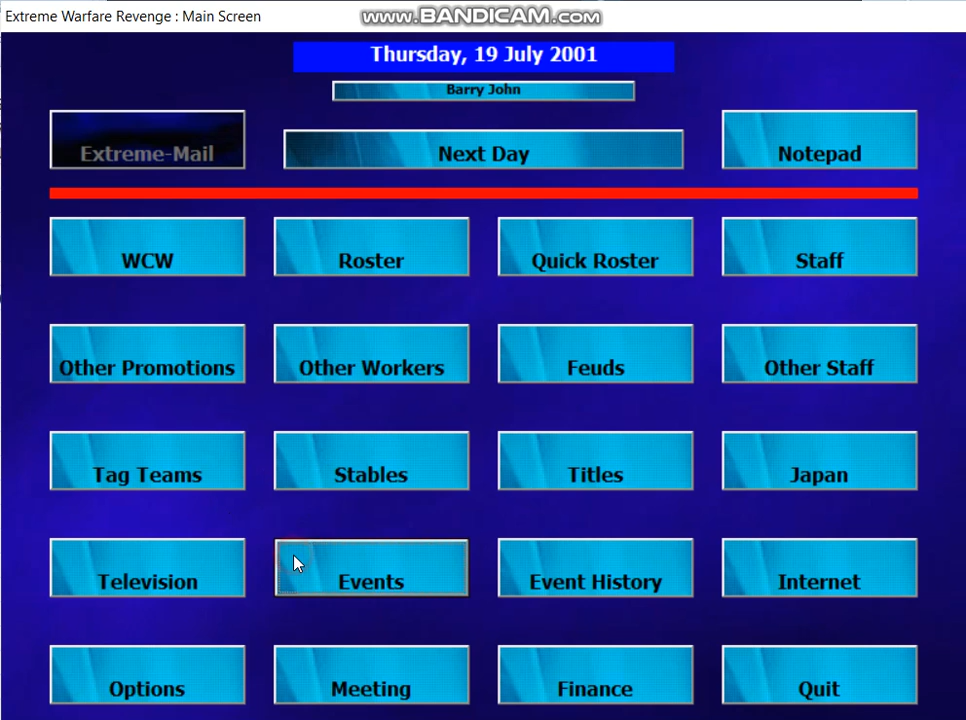 Extreme Warfare Revenge : Main Screen
www.BANDICAM.com
Thursday, 19 July 2001
Barry John
Extreme-Mail
Next Day
Notepad
WCW
Roster
Quick Roster
Staff
Other Promotions
Other Workers
Feuds
Other Staff
Tag Teams
Stables
Titles
Japan
Television
Events
Event History
Internet
Options
Meeting
Finance
Quit